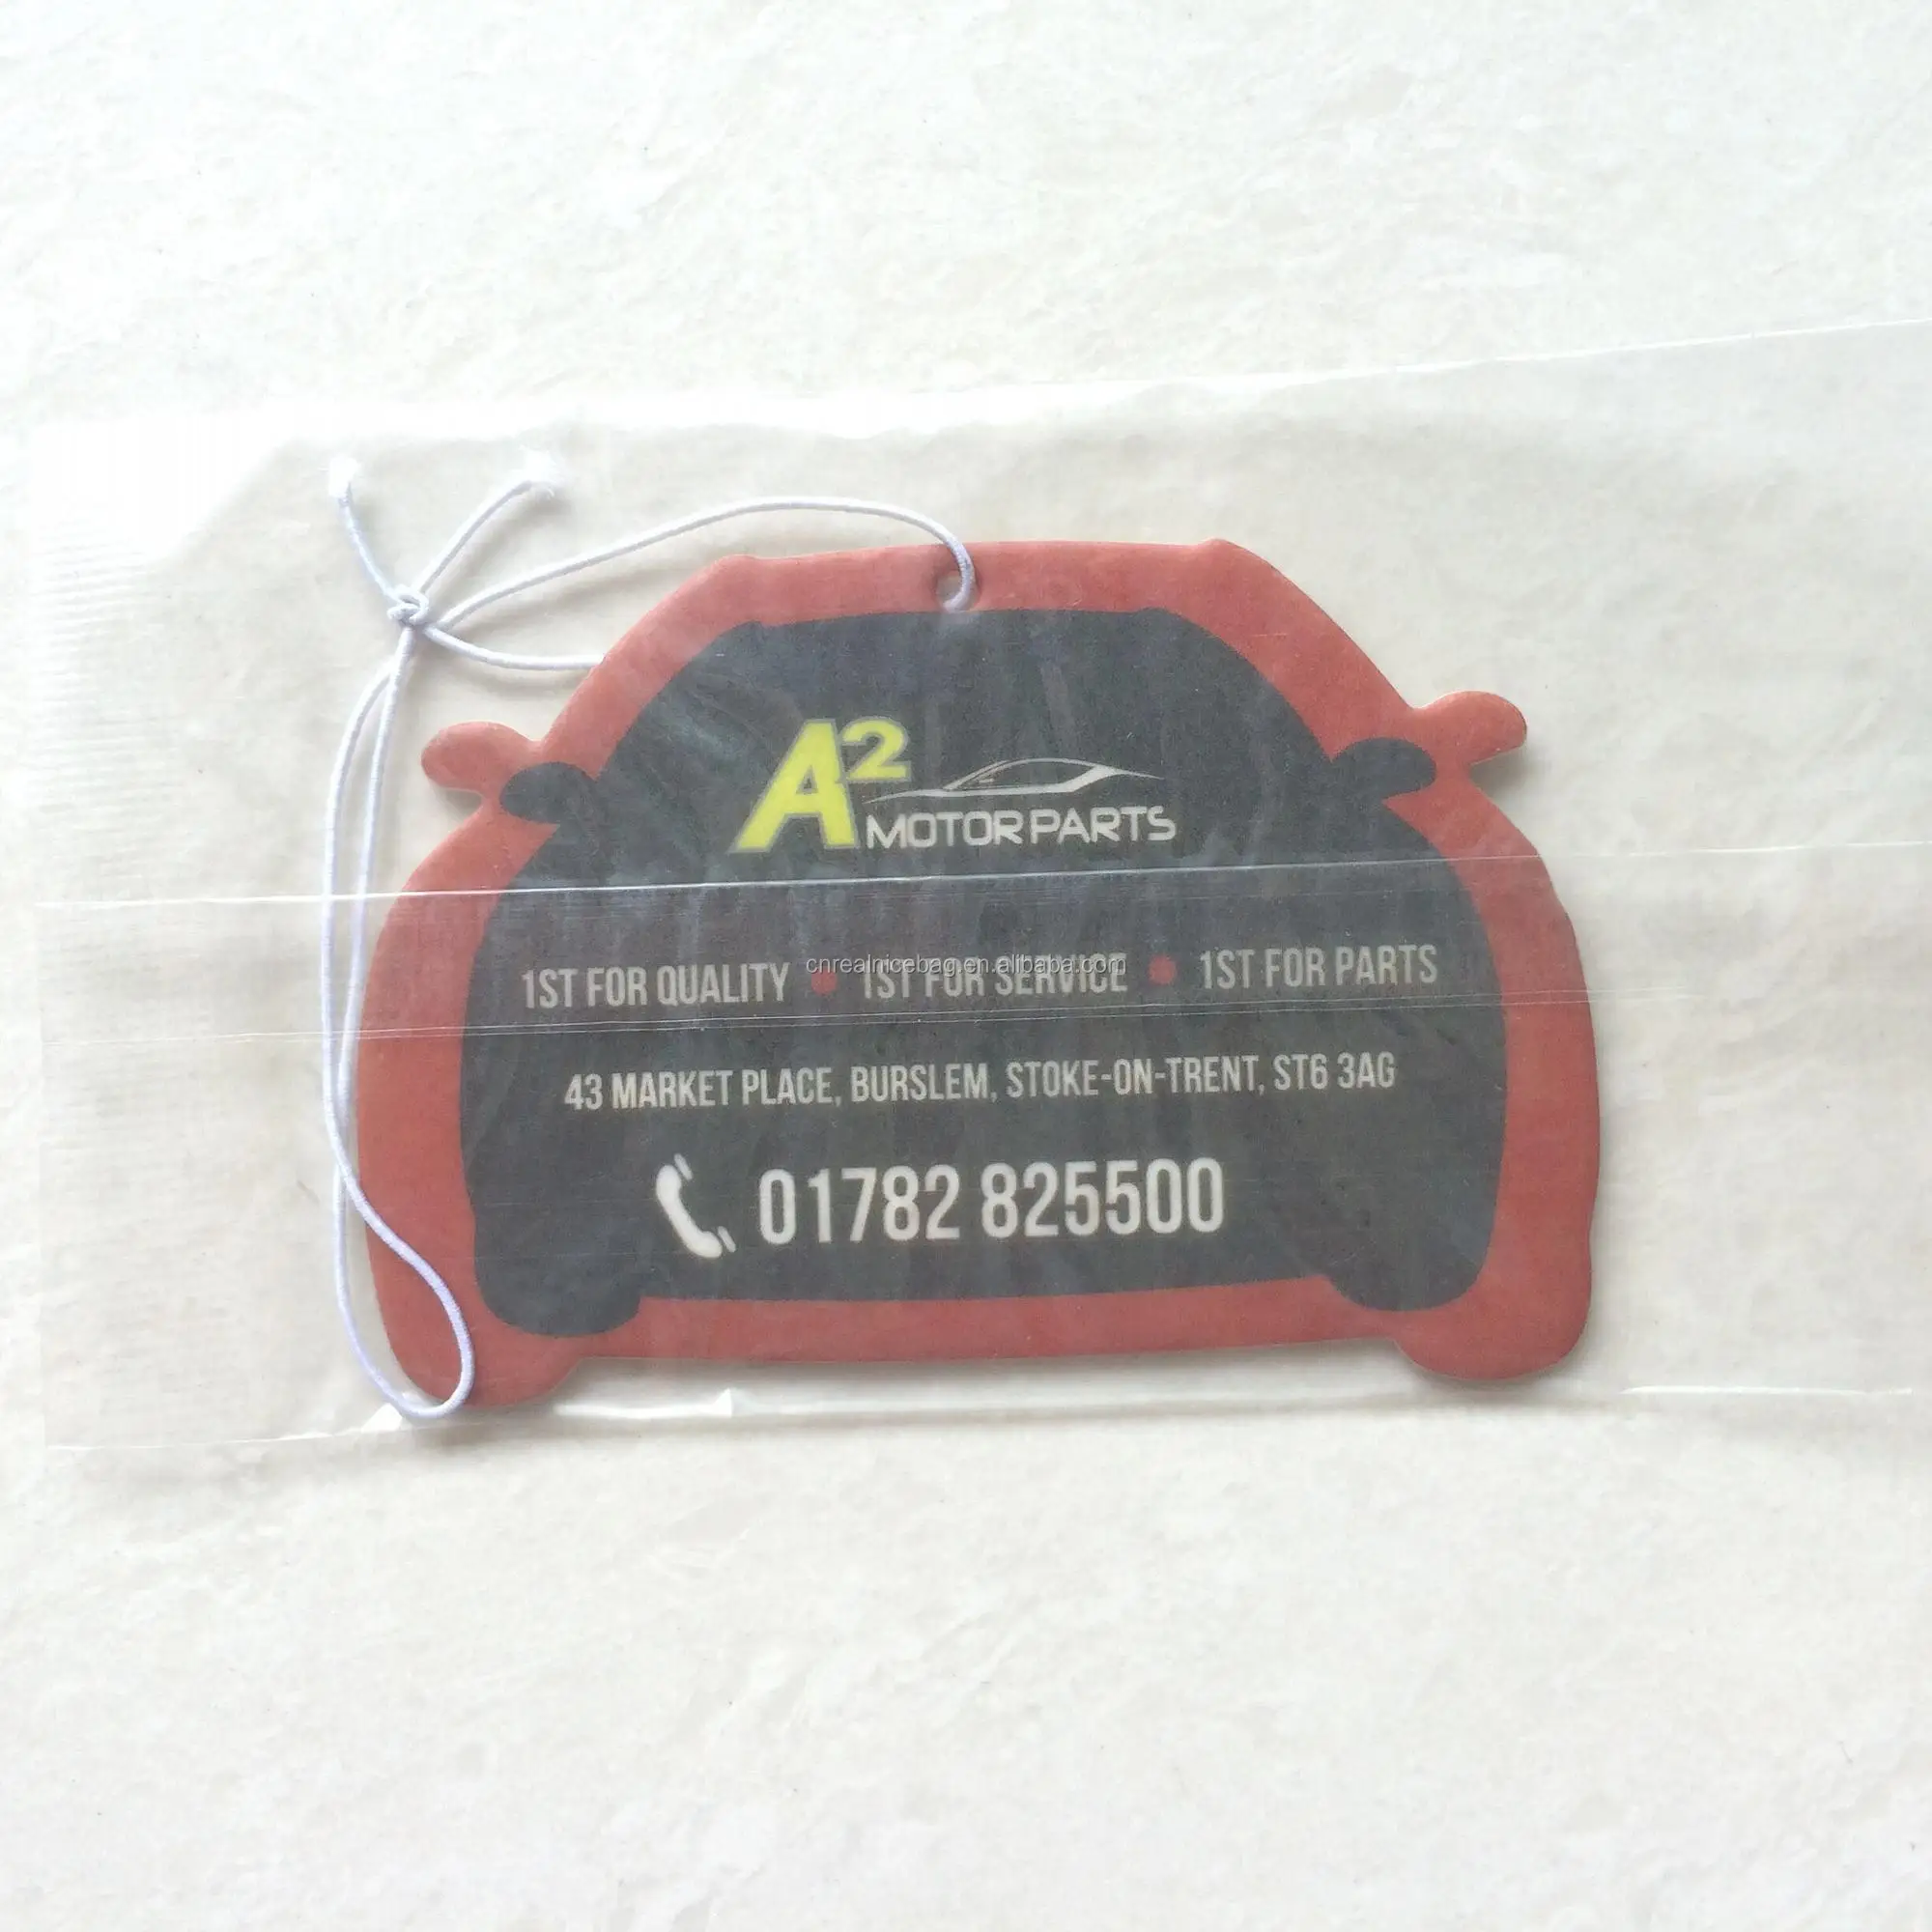 A2
MOTOR PARTS
1ST FOR QUALITY • 1ST FOR SERVICE • 1ST FOR PARTS
cnrealnicebag.en.alibaba.com
43 MARKET PLACE, BURSLEM, STOKE-ON-TRENT, ST6 3AG
01782 825500